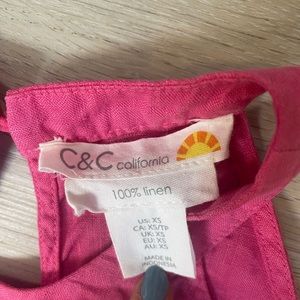 C&C california
100% linen
US: XS
CA: XS/TP
UK: XS
EU: XS
AU: XS
MADE IN
INDONESIA